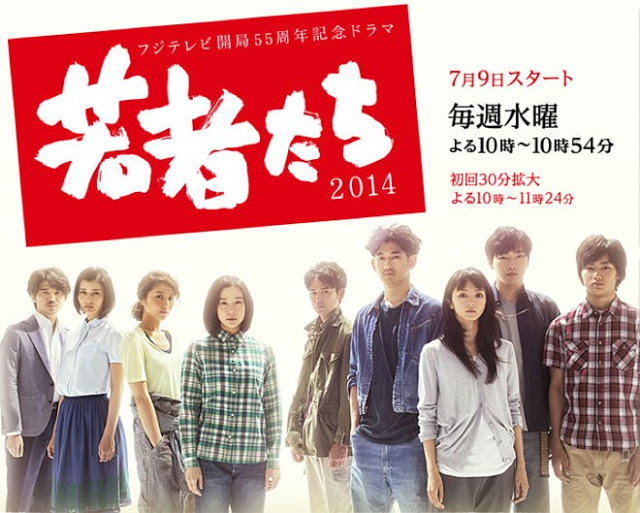 フジテレビ開局55周年記念ドラマ
若者たち
2014
7月9日スタート
毎週水曜
よる10時〜10時54分
初回30分拡大
よる10時〜11時24分